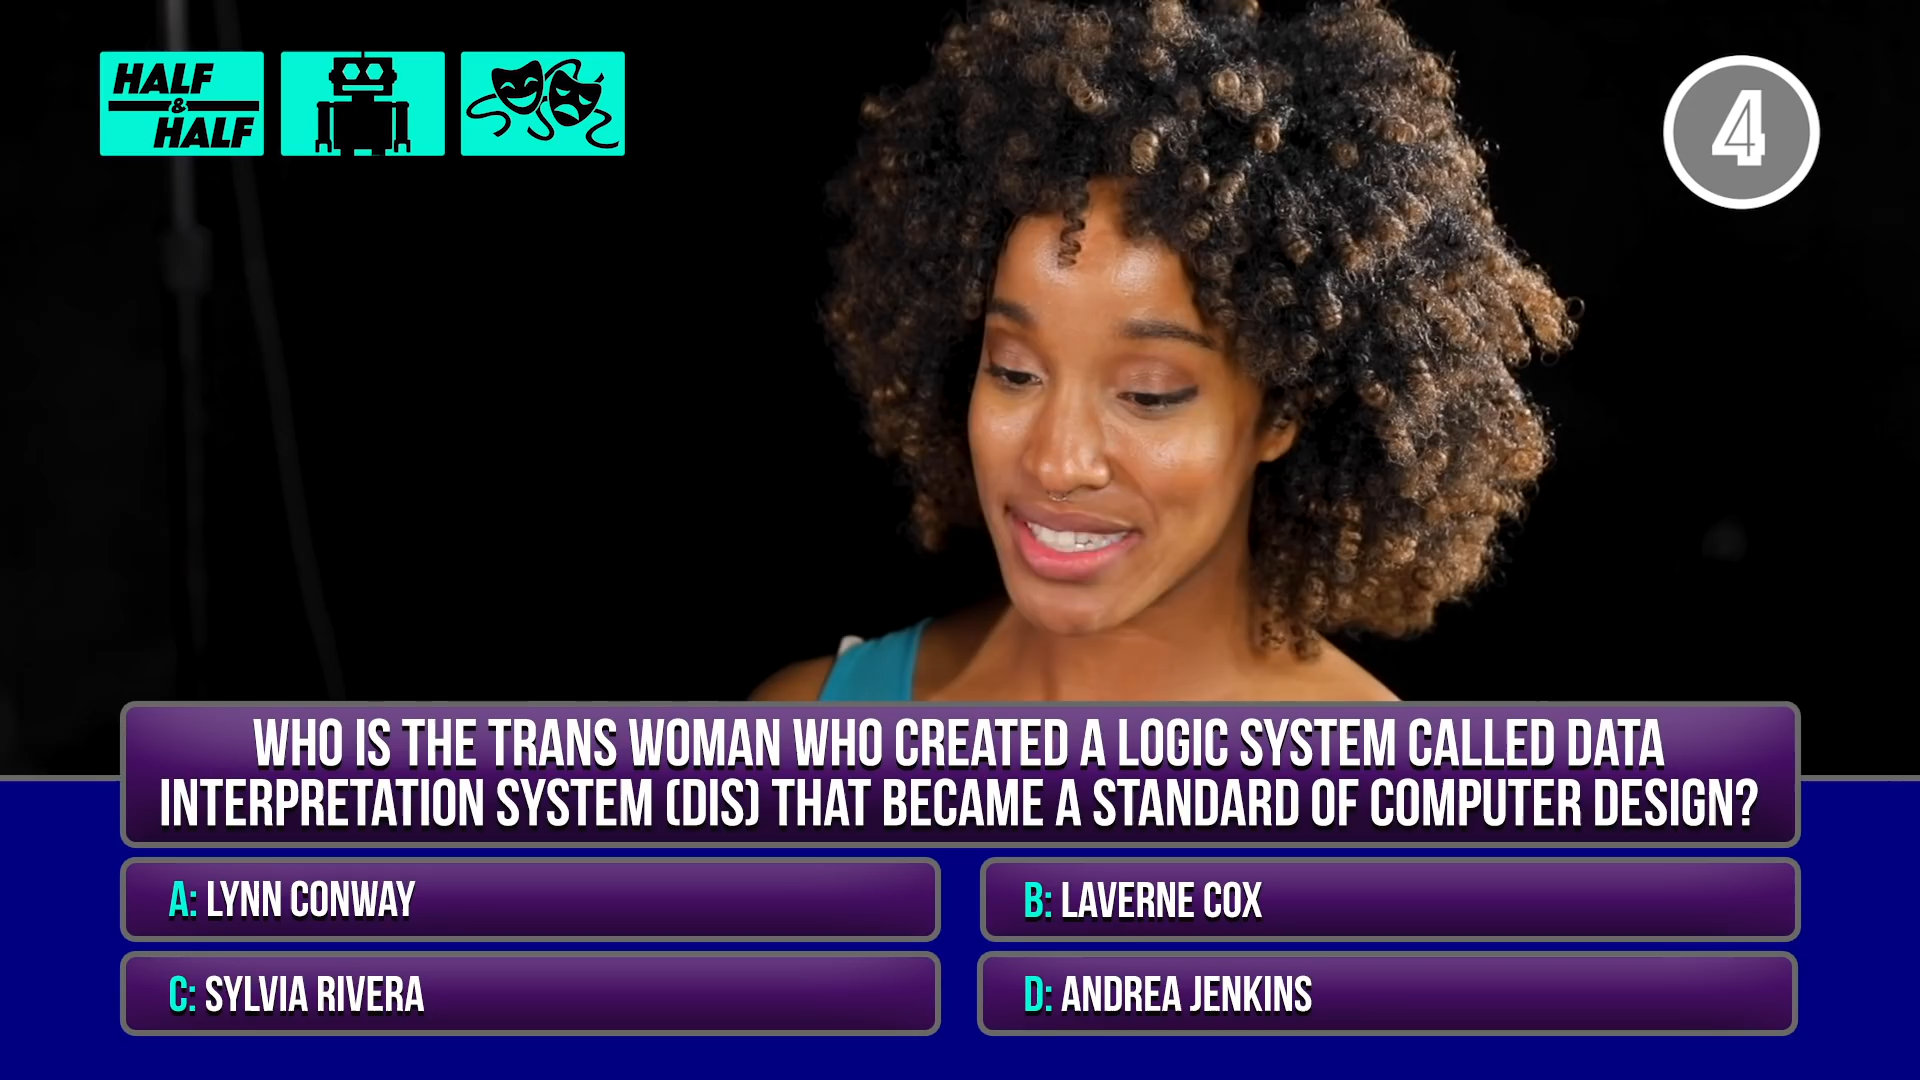 HALF
&
HALF
4
WHO IS THE TRANS WOMAN WHO CREATED A LOGIC SYSTEM CALLED DATA
INTERPRETATION SYSTEM (DIS) THAT BECAME A STANDARD OF COMPUTER DESIGN?
A: LYNN CONWAY
B: LAVERNE COX
C: SYLVIA RIVERA
D: ANDREA JENKINS